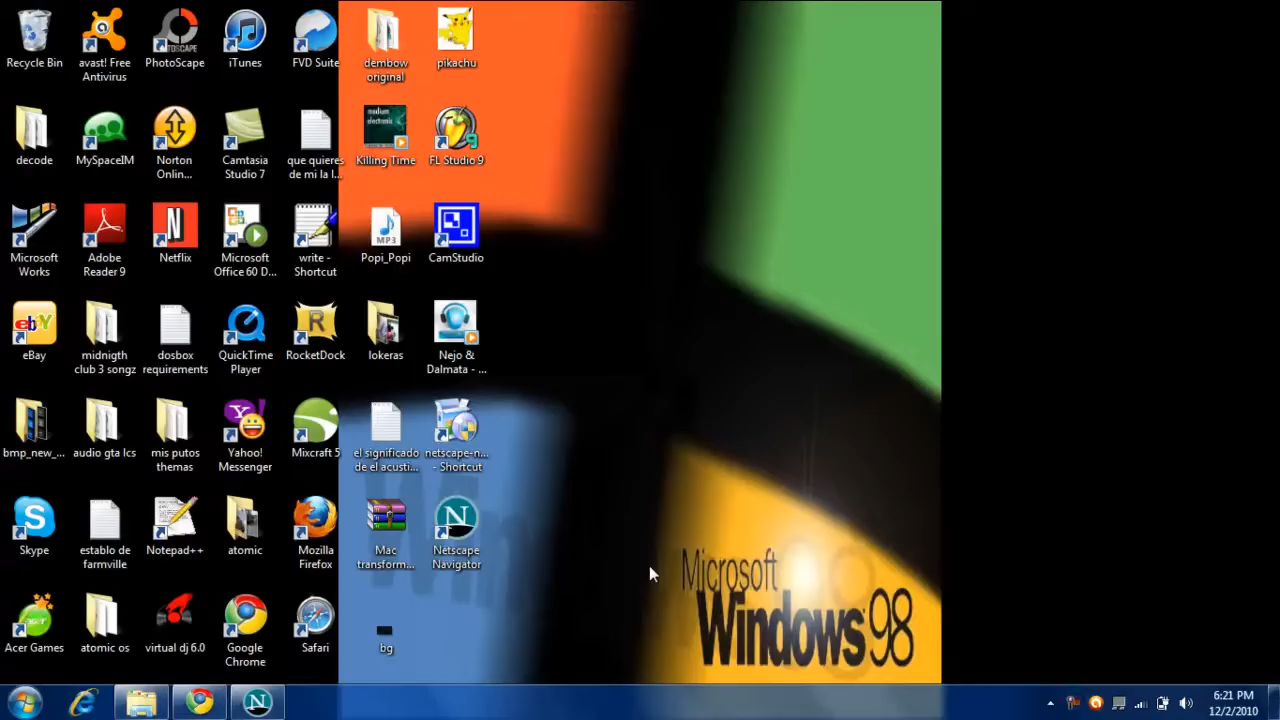 Recycle Bin
avast! Free
Antivirus
PhotoScape
iTunes
FVD Suite
dembow
original
pikachu
decode
MySpaceIM
Norton
Online...
Camtasia
Studio 7
que quieres
de mi la l...
Killing Time
FL Studio 9
Microsoft
Works
Adobe
Reader 9
Netflix
Microsoft
Office 60 D...
write -
Shortcut
MP3
Popi_Popi
CamStudio
eBay
midnigth
club 3 songz
dosbox
requirements
QuickTime
Player
RocketDock
lokeras
Nejo &
Dalmata - ...
bmp_new_...
audio gta lcs
mis putos
themas
Yahoo!
Messenger
Mixcraft 5
el significado
de el acusti...
netscape-n...
- Shortcut
Skype
establo de
farmville
Notepad++
atomic
Mozilla
Firefox
Mac
transform...
Netscape
Navigator
Acer Games
atomic os
virtual dj 6.0
Google
Chrome
Safari
bg
Microsoft
Windows 98
6:21 PM
12/2/2010